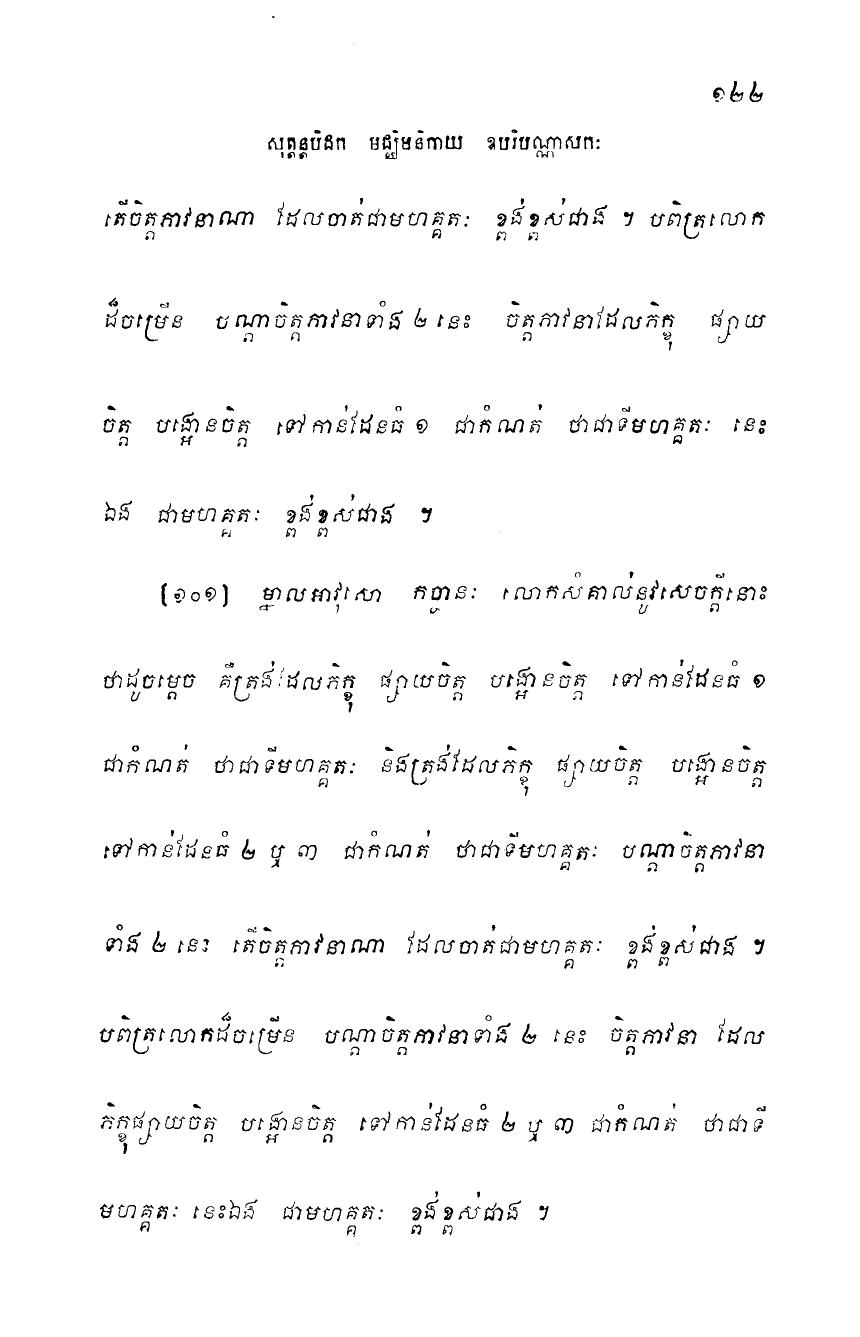 ១២២
សុត្តន្តបិដក មជ្ឈិមនិកាយ ឧបរិបណ្ណាសកៈ
តើចិត្តភាវនាណា ដែលចាត់ជាមហគ្គតៈ ខ្ពង់ខ្ពស់ជាង ។ បពិត្រលោក
ដ៏ចម្រើន បណ្តាចិត្តភាវនាទាំង ២ នេះ ចិត្តភាវនាដែលភិក្ខុ ផ្សាយ
ចិត្ត បង្អោនចិត្ត ទៅកាន់ដែនធំ ១ ជាកំណត់ ថាជាទីមហគ្គតៈ នេះ
ឯង ជាមហគ្គតៈ ខ្ពង់ខ្ពស់ជាង ។
[១០១] ម្នាលអាវុសោ កច្ចានៈ លោកសំគាល់នូវសេចក្តីនោះ
ថាដូចម្តេច គឺត្រង់ដែលភិក្ខុ ផ្សាយចិត្ត បង្អោនចិត្ត ទៅកាន់ដែនធំ ១
ជាកំណត់ ថាជាទីមហគ្គតៈ និងត្រង់ដែលភិក្ខុ ផ្សាយចិត្ត បង្អោនចិត្ត
ទៅកាន់ដែនធំ ២ ឬ ៣ ជាកំណត់ ថាជាទីមហគ្គតៈ បណ្តាចិត្តភាវនា
ទាំង ២ នេះ តើចិត្តភាវនាណា ដែលចាត់ជាមហគ្គតៈ ខ្ពង់ខ្ពស់ជាង ។
បពិត្រលោកដ៏ចម្រើន បណ្តាចិត្តភាវនាទាំង ២ នេះ ចិត្តភាវនា ដែល
ភិក្ខុផ្សាយចិត្ត បង្អោនចិត្ត ទៅកាន់ដែនធំ ២ ឬ ៣ ជាកំណត់ ថាជាទី
មហគ្គតៈ នេះឯង ជាមហគ្គតៈ ខ្ពង់ខ្ពស់ជាង ។